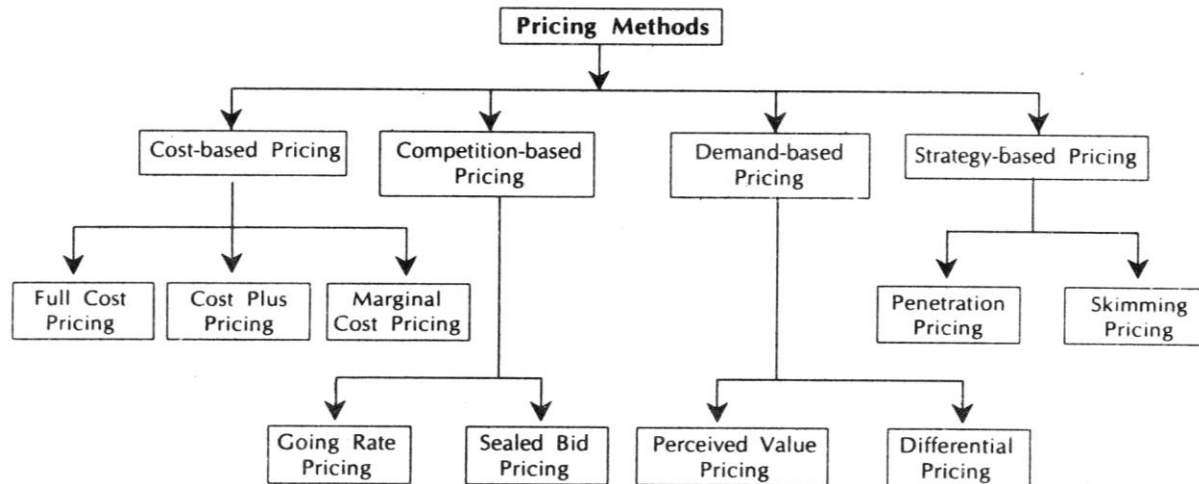 Pricing Methods
Cost-based Pricing
Competition-based
Pricing
Demand-based
Pricing
Strategy-based Pricing
Full Cost
Pricing
Cost Plus
Pricing
Marginal
Cost Pricing
Penetration
Pricing
Skimming
Pricing
Going Rate
Pricing
Sealed Bid
Pricing
Perceived Value
Pricing
Differential
Pricing